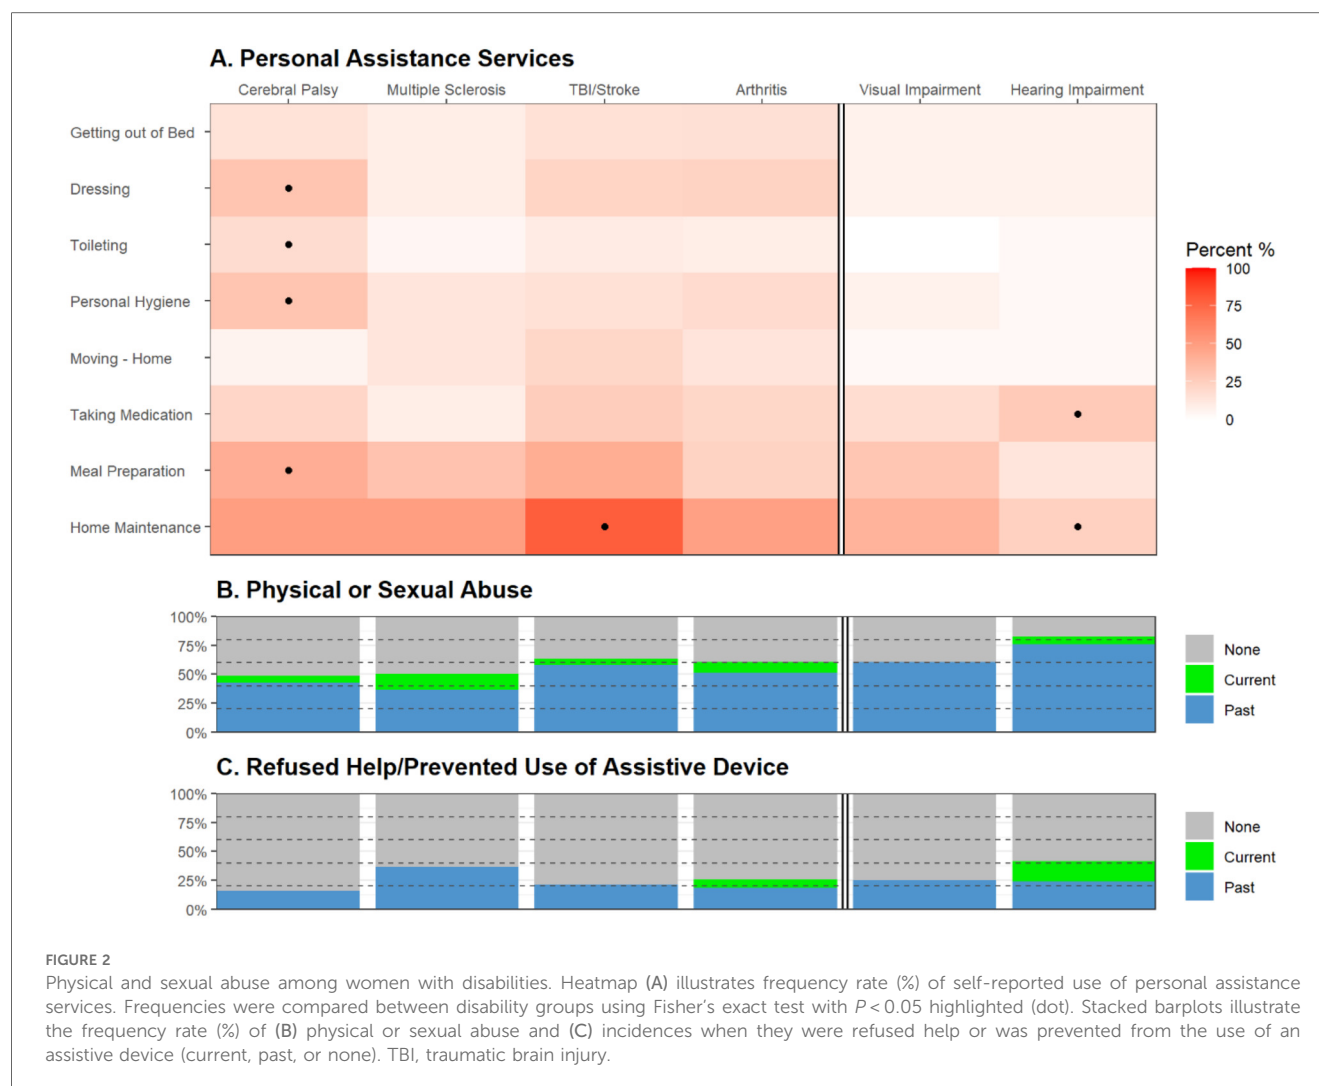 A. Personal Assistance Services
Cerebral Palsy Multiple Sclerosis TBI/Stroke Arthritis Visual Impairment Hearing Impairment
Getting out of Bed
Dressing
Toileting
Personal Hygiene
Moving - Home
Taking Medication
Meal Preparation
Home Maintenance
Percent %
100
75
50
25
0
B. Physical or Sexual Abuse
100%
75%
50%
25%
0%
None
Current
Past
C. Refused Help/Prevented Use of Assistive Device
100%
75%
50%
25%
0%
None
Current
Past
FIGURE 2
Physical and sexual abuse among women with disabilities. Heatmap (A) illustrates frequency rate (%) of self-reported use of personal assistance
services. Frequencies were compared between disability groups using Fisher's exact test with P < 0.05 highlighted (dot). Stacked barplots illustrate
the frequency rate (%) of (B) physical or sexual abuse and (C) incidences when they were refused help or was prevented from the use of an
assistive device (current, past, or none). TBI, traumatic brain injury.